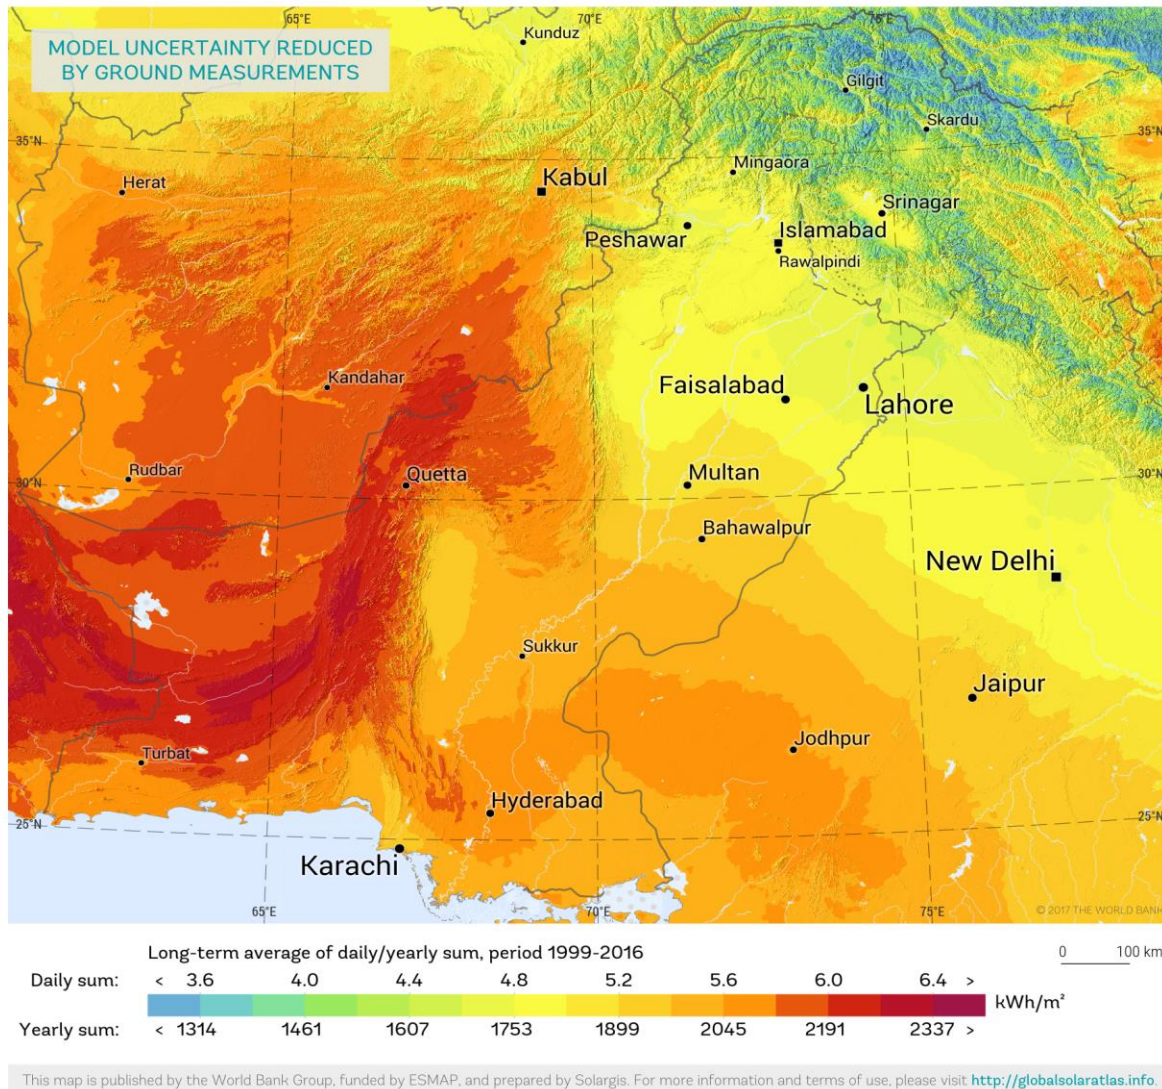 MODEL UNCERTAINTY REDUCED
BY GROUND MEASUREMENTS
65°E
70°E
75°E
Kunduz
Gilgit
Skardu
35°N
35°N
Mingaora
Herat
Kabul
Srinagar
Peshawar
Islamabad
Rawalpindi
Kandahar
Faisalabad
Lahore
Rudbar
Quetta
Multan
30°N
30°N
Bahawalpur
New Delhi
Sukkur
Jaipur
Jodhpur
Turbat
Hyderabad
25°N
25°N
Karachi
65°E
70°E
75°E
© 2017 THE WORLD BANK
Long-term average of daily/yearly sum, period 1999-2016
0 100 km
Daily sum: < 3.6 4.0 4.4 4.8 5.2 5.6 6.0 6.4 >
kWh/m²
Yearly sum: < 1314 1461 1607 1753 1899 2045 2191 2337 >
This map is published by the World Bank Group, funded by ESMAP, and prepared by Solargis. For more information and terms of use, please visit http://globalsolaratlas.info.